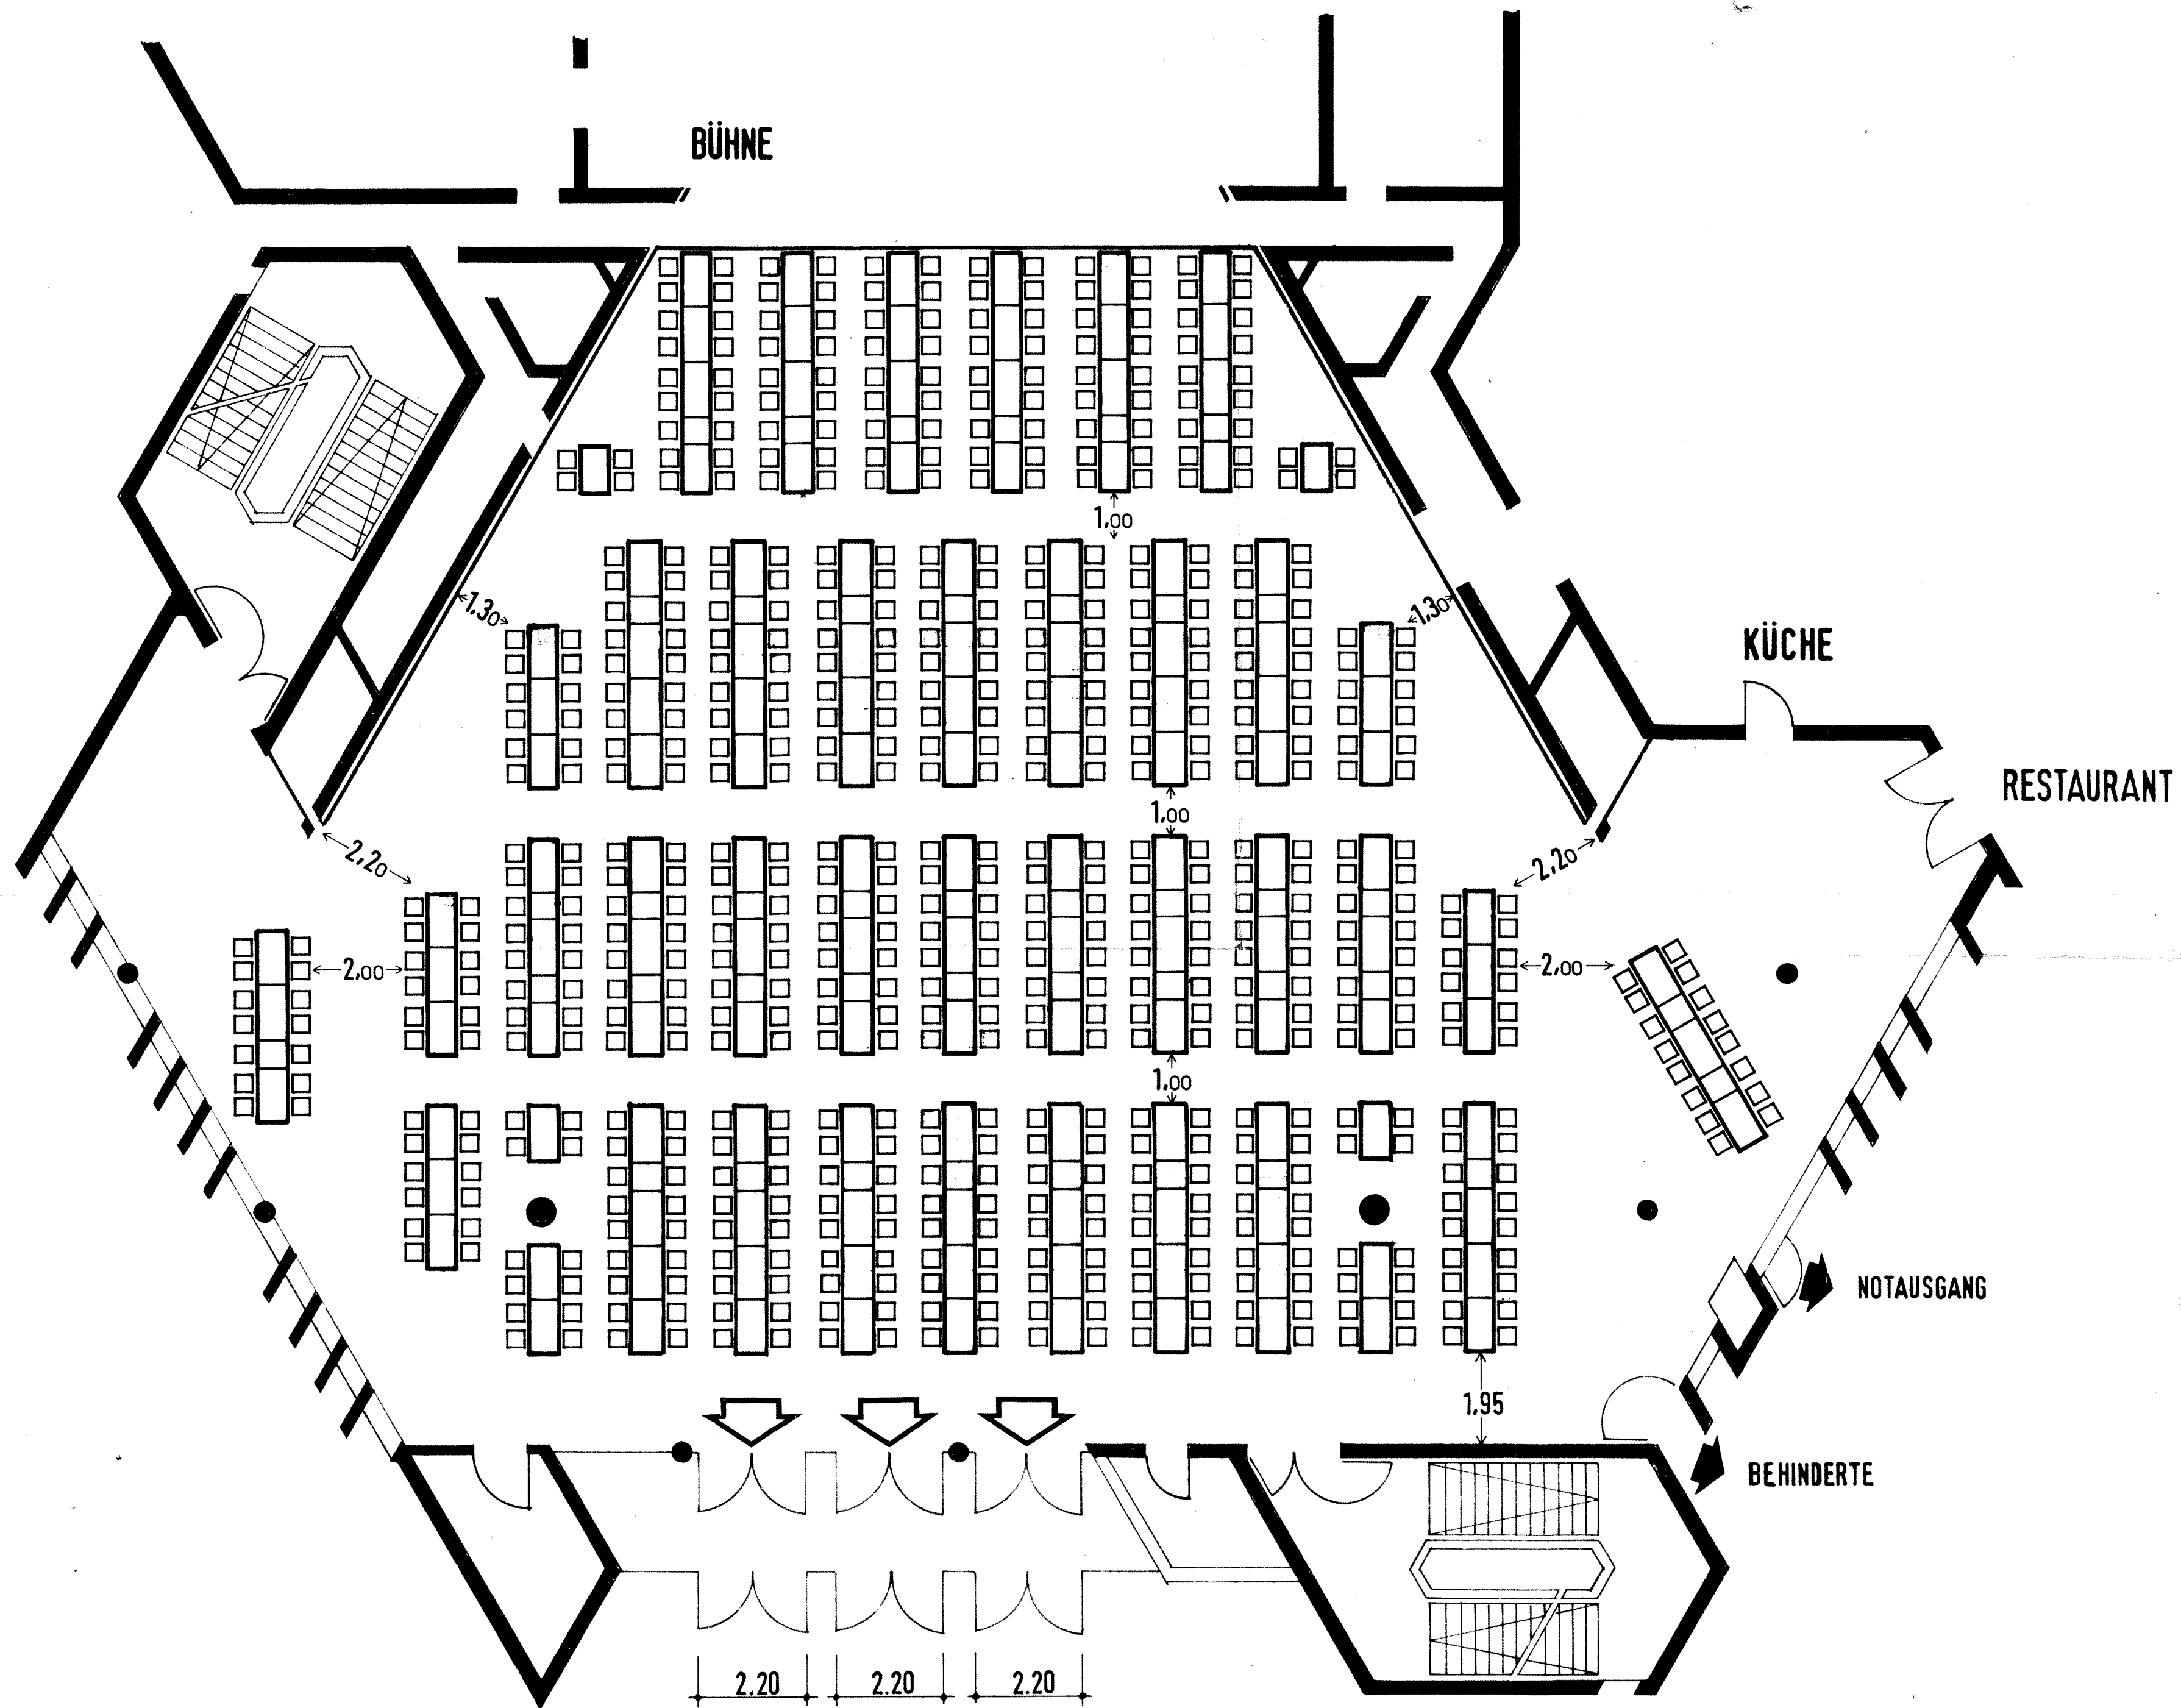 BÜHNE
1,00
1,30
1,30
KÜCHE
RESTAURANT
1,00
2,20
2,20
2,00
2,00
1,00
NOTAUSGANG
1,95
BEHINDERTE
2.20
2.20
2.20